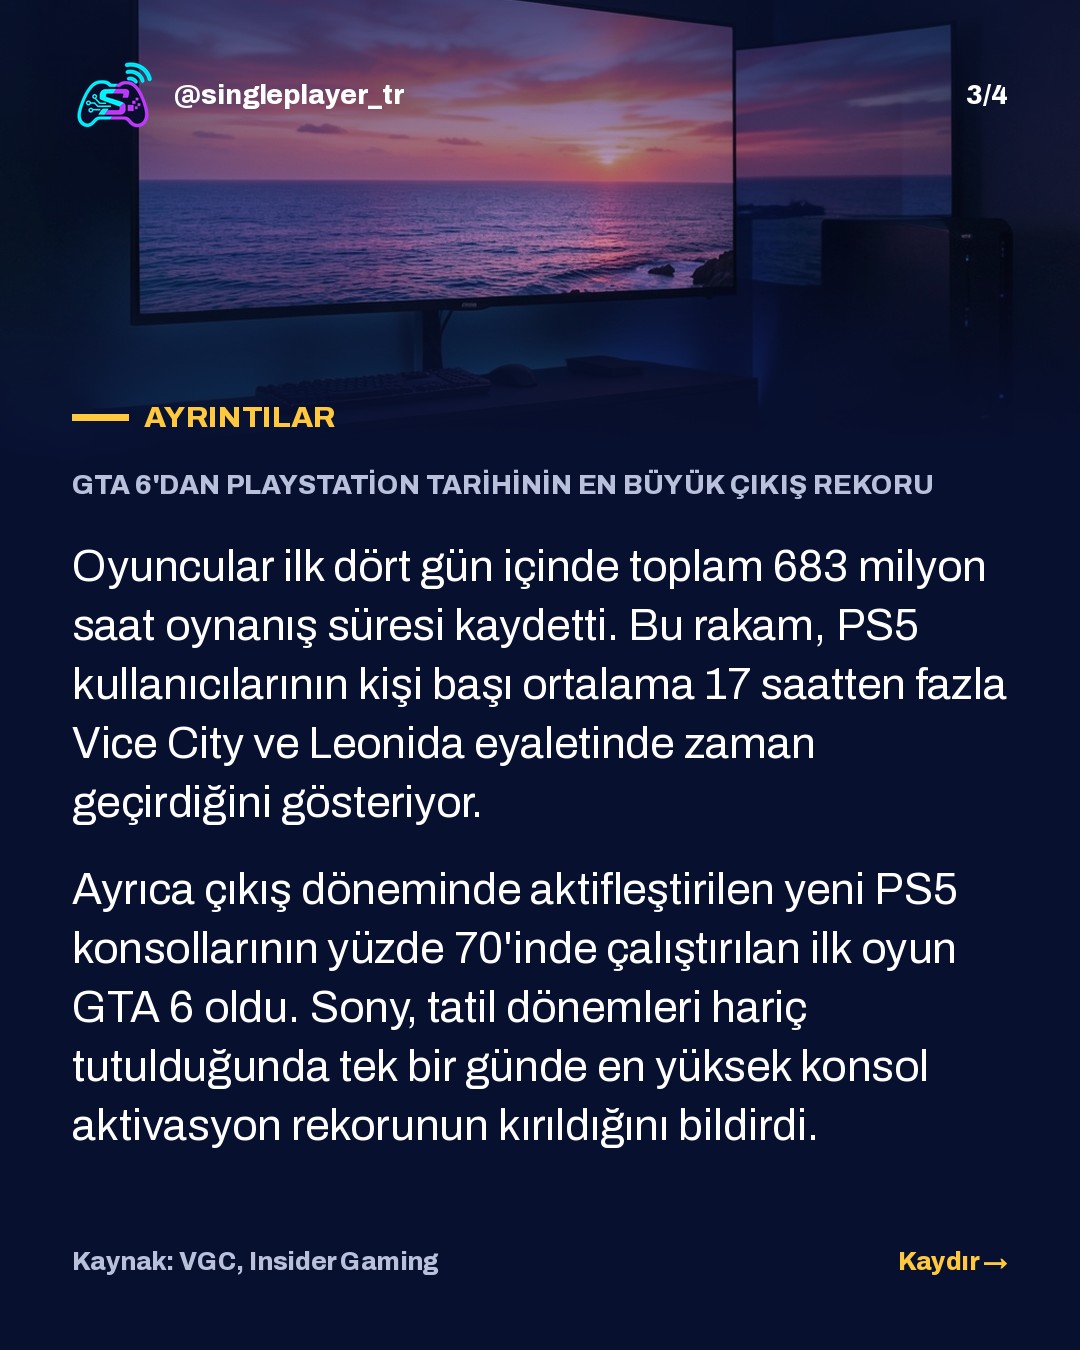 @singleplayer_tr
3/4
AYRINTILAR
GTA 6'DAN PLAYSTATİON TARİHİNİN EN BÜYÜK ÇIKIŞ REKORU
Oyuncular ilk dört gün içinde toplam 683 milyon
saat oynanış süresi kaydetti. Bu rakam, PS5
kullanıcılarının kişi başı ortalama 17 saatten fazla
Vice City ve Leonida eyaletinde zaman
geçirdiğini gösteriyor.
Ayrıca çıkış döneminde aktifleştirilen yeni PS5
konsollarının yüzde 70'inde çalıştırılan ilk oyun
GTA 6 oldu. Sony, tatil dönemleri hariç
tutulduğunda tek bir günde en yüksek konsol
aktivasyon rekorunun kırıldığını bildirdi.
Kaynak: VGC, Insider Gaming
Kaydır→